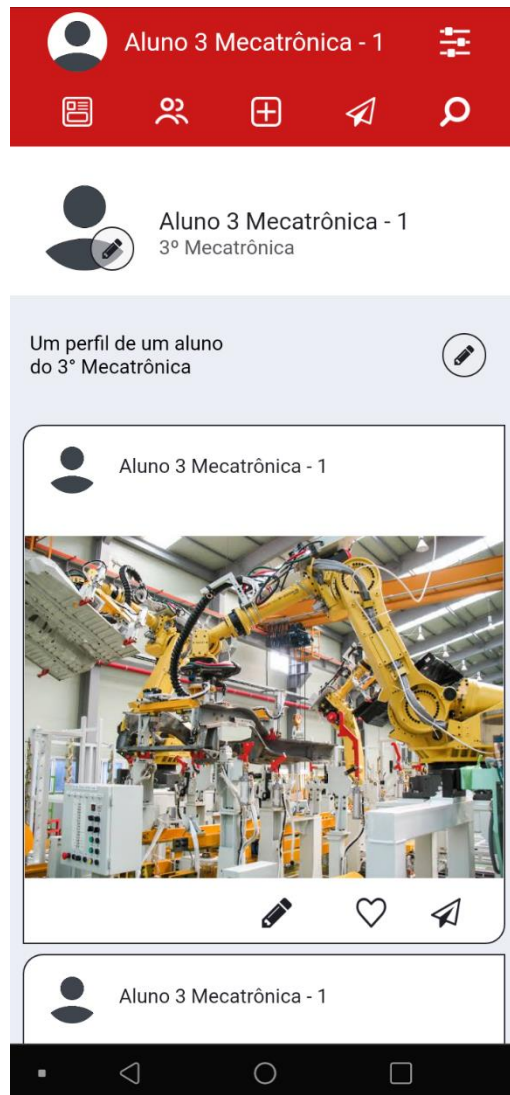 Aluno 3 Mecatrônica - 1
Aluno 3 Mecatrônica - 1
3º Mecatrônica
Um perfil de um aluno
do 3° Mecatrônica
Aluno 3 Mecatrônica - 1
Aluno 3 Mecatrônica - 1